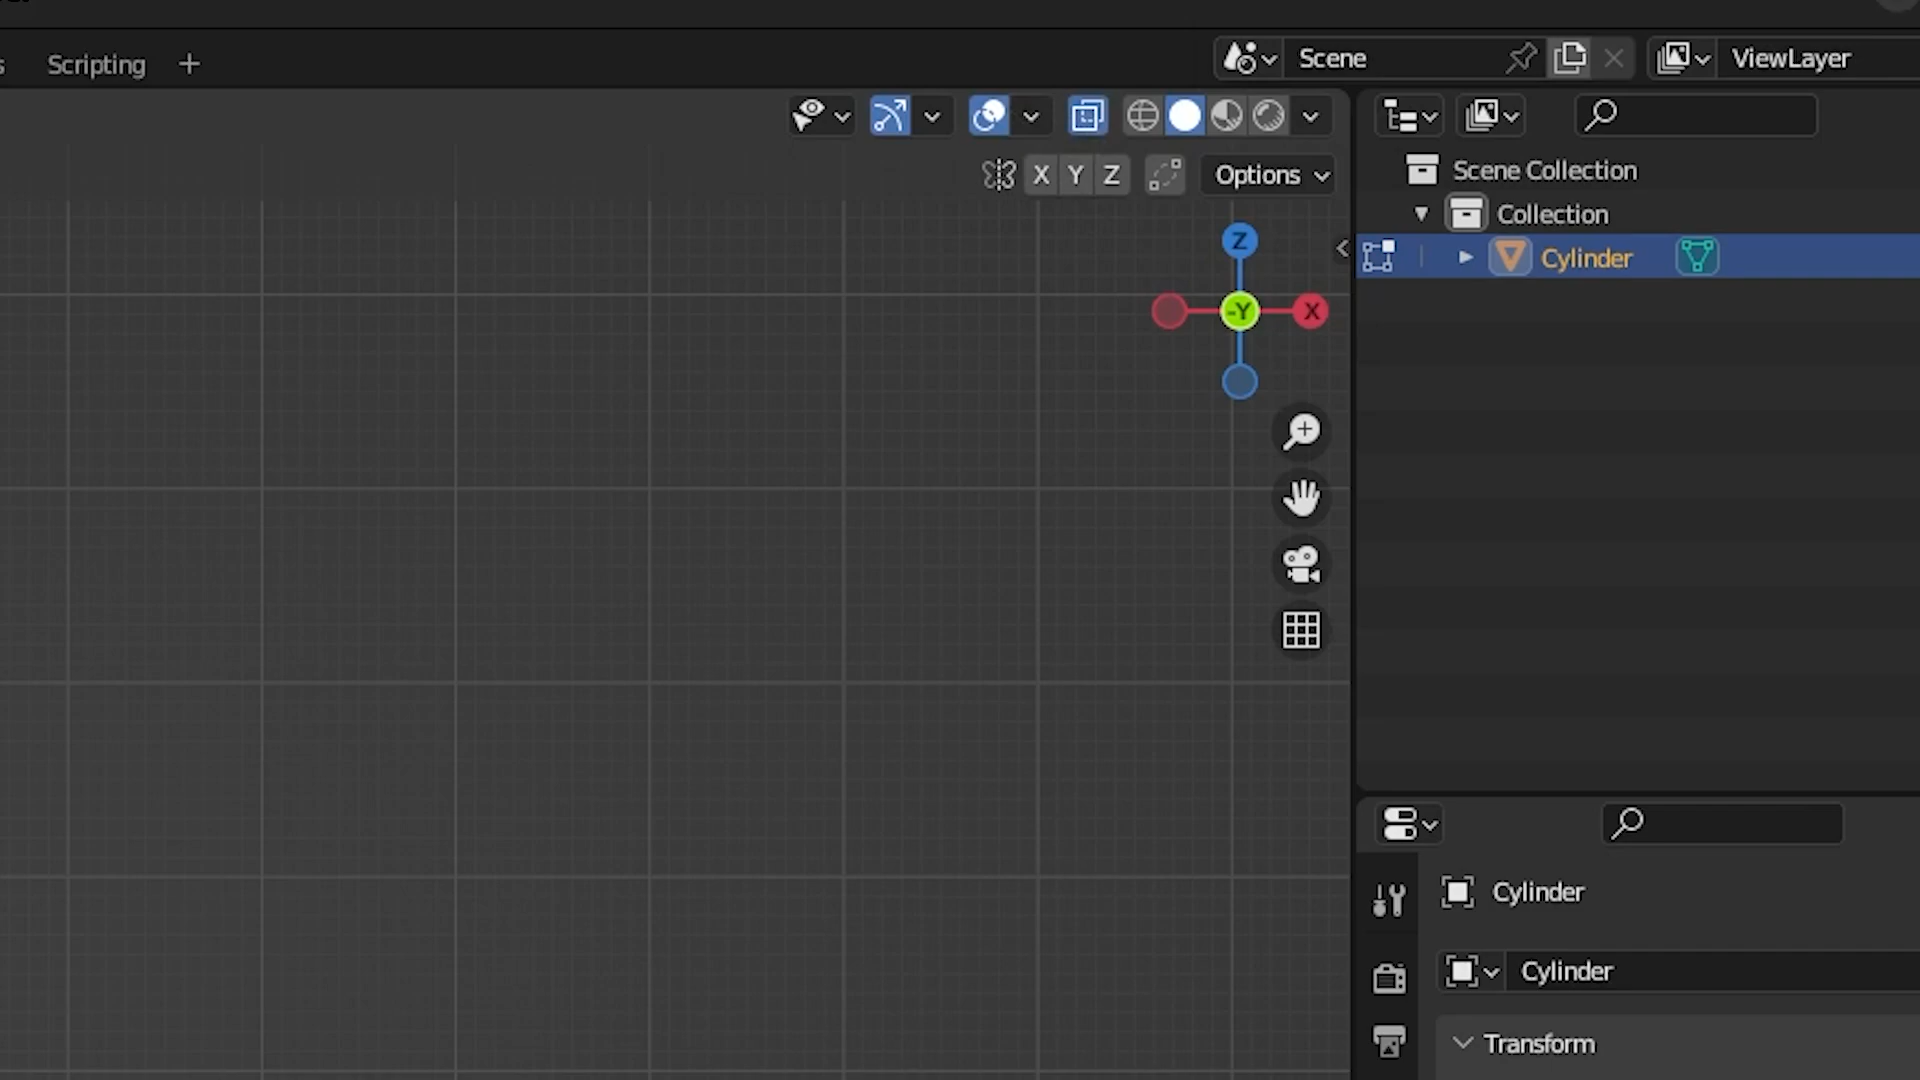 Scripting +
Scene
ViewLayer
X Y Z
Options
Scene Collection
Collection
Cylinder
Z
-Y
X
Cylinder
Cylinder
Transform